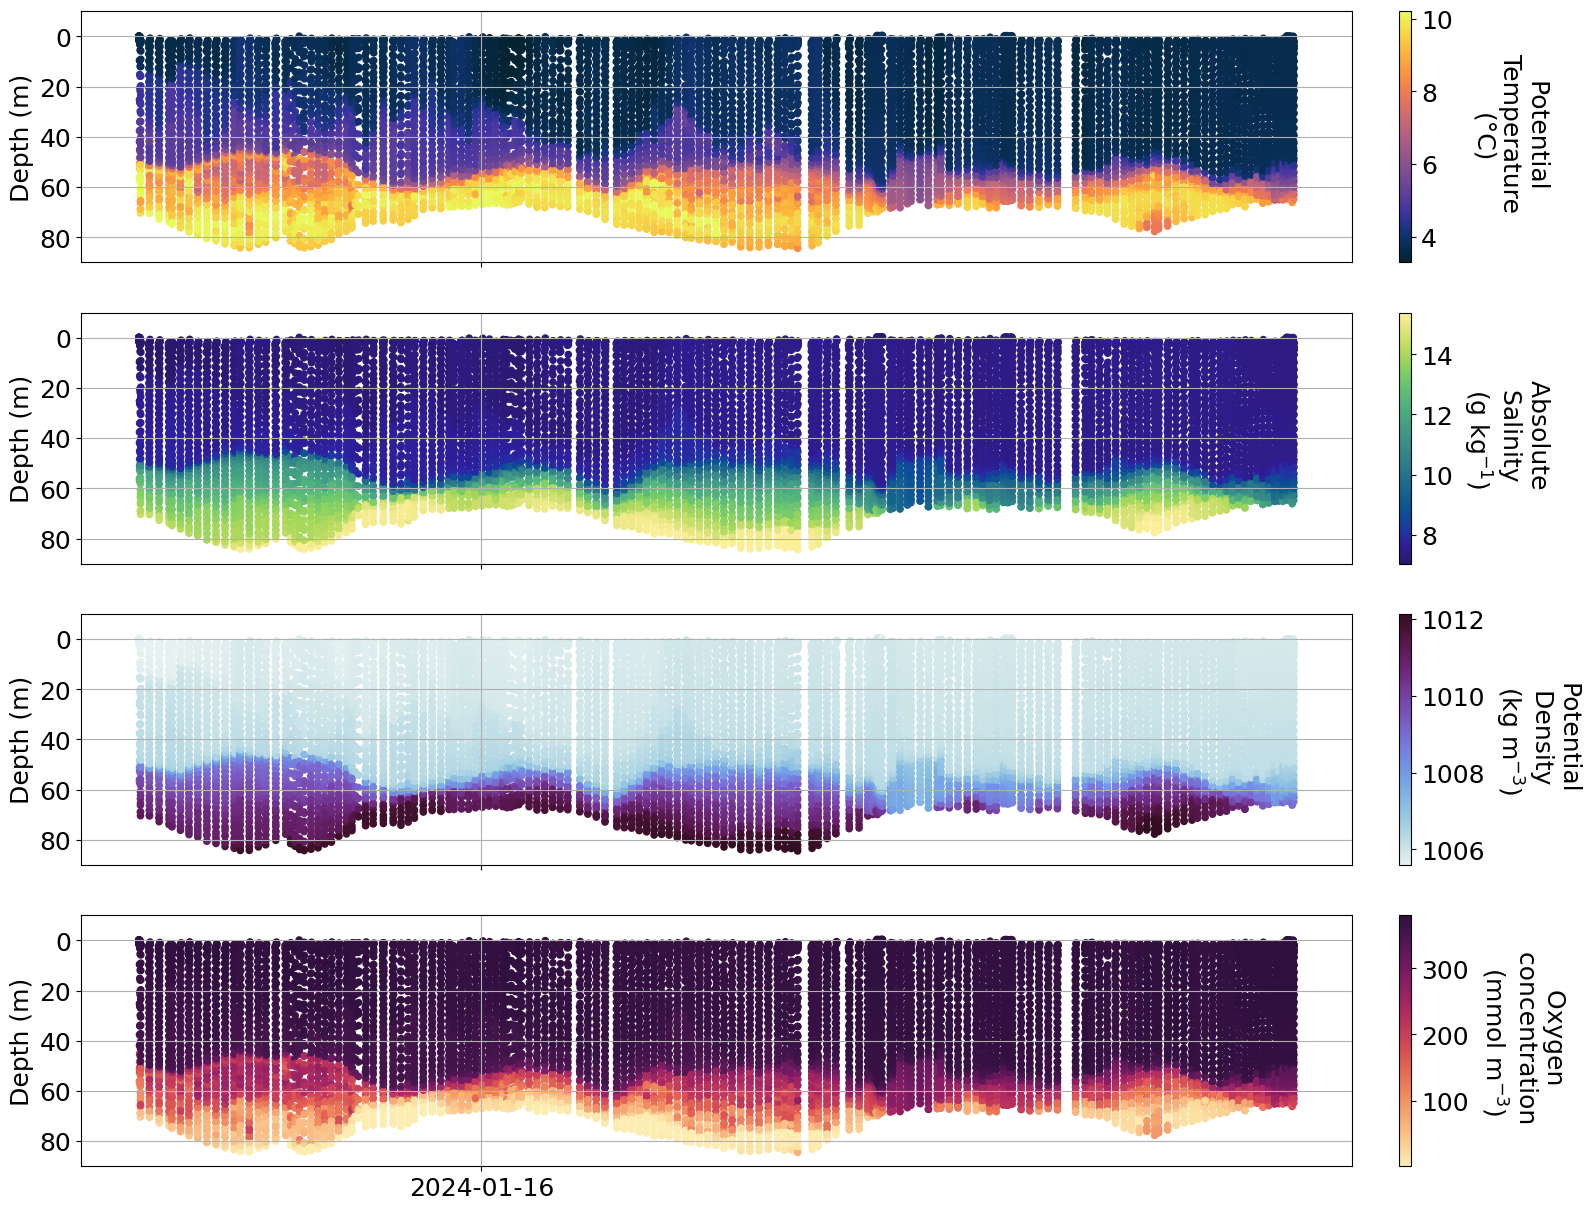 0
20
40
60
80
Depth (m)
10
8
6
4
Potential
Temperature
(°C)
0
20
40
60
80
Depth (m)
14
12
10
8
Absolute
Salinity
(g kg⁻¹)
0
20
40
60
80
Depth (m)
1012
1010
1008
1006
Potential
Density
(kg m⁻³)
0
20
40
60
80
Depth (m)
300
200
100
Oxygen
concentration
(mmol m⁻³)
2024-01-16